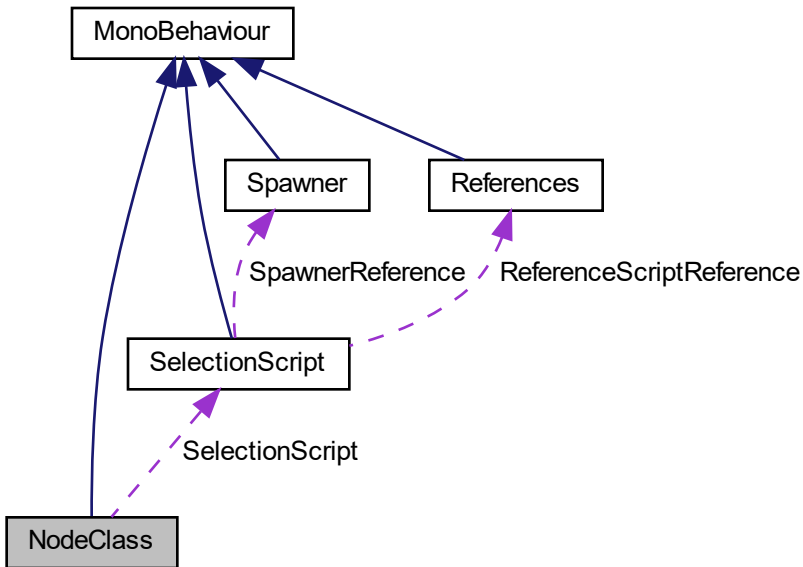 MonoBehaviour
Spawner
References
SpawnerReference
ReferenceScriptReference
SelectionScript
SelectionScript
NodeClass